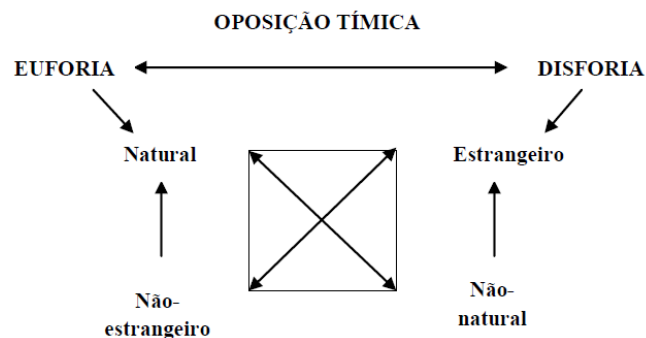 OPOSIÇÃO TÍMICA
EUFORIA
DISFORIA
Natural
Estrangeiro
Não-
estrangeiro
Não-
natural